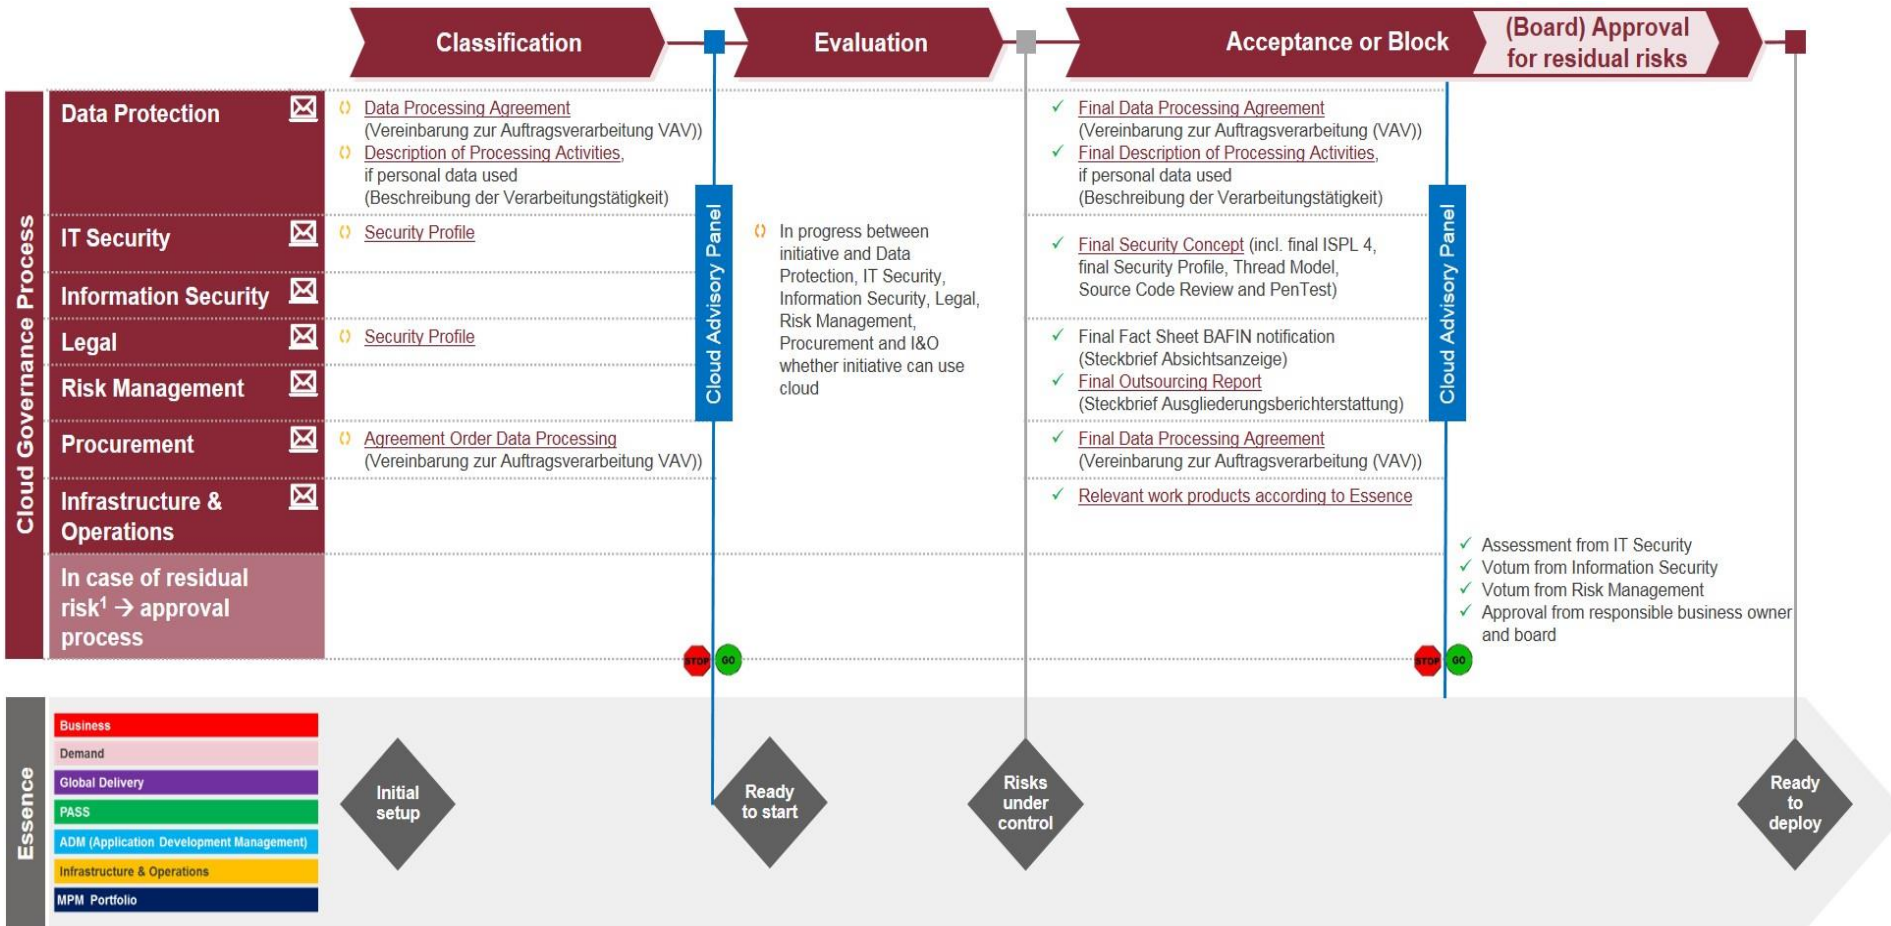 Classification
Evaluation
Acceptance or Block
(Board) Approval
for residual risks
Cloud Governance Process
Data Protection
Data Processing Agreement
(Vereinbarung zur Auftragsverarbeitung VAV))
Description of Processing Activities,
if personal data used
(Beschreibung der Verarbeitungstätigkeit)
Final Data Processing Agreement
(Vereinbarung zur Auftragsverarbeitung (VAV))
Final Description of Processing Activities,
if personal data used
(Beschreibung der Verarbeitungstätigkeit)
IT Security
Security Profile
Cloud Advisory Panel
In progress between
initiative and Data
Protection, IT Security,
Information Security, Legal,
Risk Management,
Procurement and I&O
whether initiative can use
cloud
Final Security Concept (incl. final ISPL 4,
final Security Profile, Thread Model,
Source Code Review and PenTest)
Cloud Advisory Panel
Information Security
Legal
Security Profile
Final Fact Sheet BAFIN notification
(Steckbrief Absichtsanzeige)
Risk Management
Final Outsourcing Report
(Steckbrief Ausgliederungsberichterstattung)
Procurement
Agreement Order Data Processing
(Vereinbarung zur Auftragsverarbeitung VAV))
Final Data Processing Agreement
(Vereinbarung zur Auftragsverarbeitung (VAV))
Infrastructure &
Operations
Relevant work products according to Essence
In case of residual
risk¹ → approval
process
Assessment from IT Security
Votum from Information Security
Votum from Risk Management
Approval from responsible business owner
and board
STOP
GO
STOP
GO
Essence
Business
Demand
Global Delivery
PASS
ADM (Application Development Management)
Infrastructure & Operations
MPM Portfolio
Initial
setup
Ready
to start
Risks
under
control
Ready
to
deploy